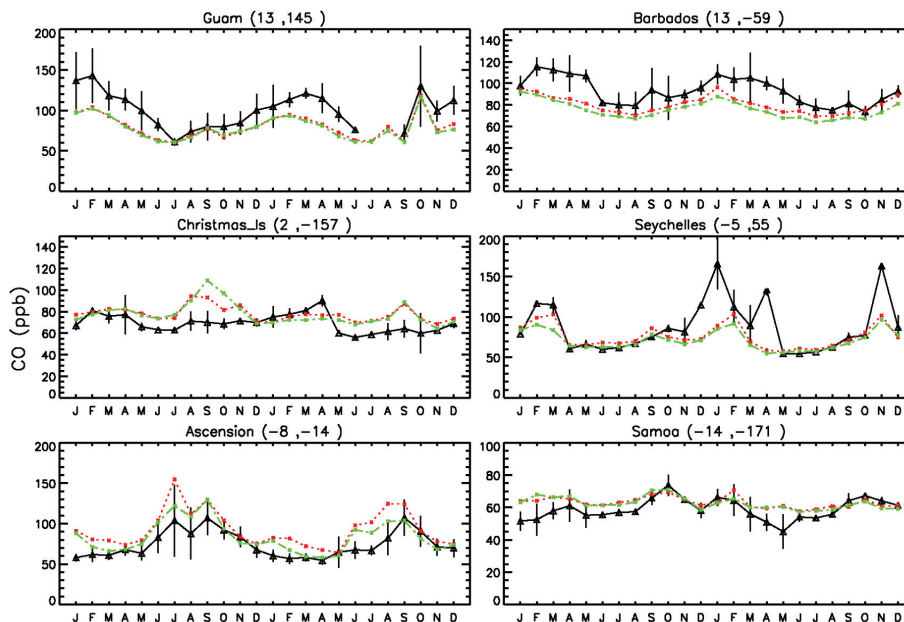 Guam (13 ,145)
200
150
100
50
0
J F M A M J J A S O N D J F M A M J J A S O N D
Barbados (13 ,-59)
140
120
100
80
60
40
20
0
J F M A M J J A S O N D J F M A M J J A S O N D
Christmas_Is (2 ,-157)
140
120
100
80
60
40
20
0
J F M A M J J A S O N D J F M A M J J A S O N D
CO (ppb)
Seychelles (-5 ,55)
200
150
100
50
0
J F M A M J J A S O N D J F M A M J J A S O N D
Ascension (-8 ,-14)
200
150
100
50
0
J F M A M J J A S O N D J F M A M J J A S O N D
Samoa (-14 ,-171)
100
80
60
40
20
0
J F M A M J J A S O N D J F M A M J J A S O N D